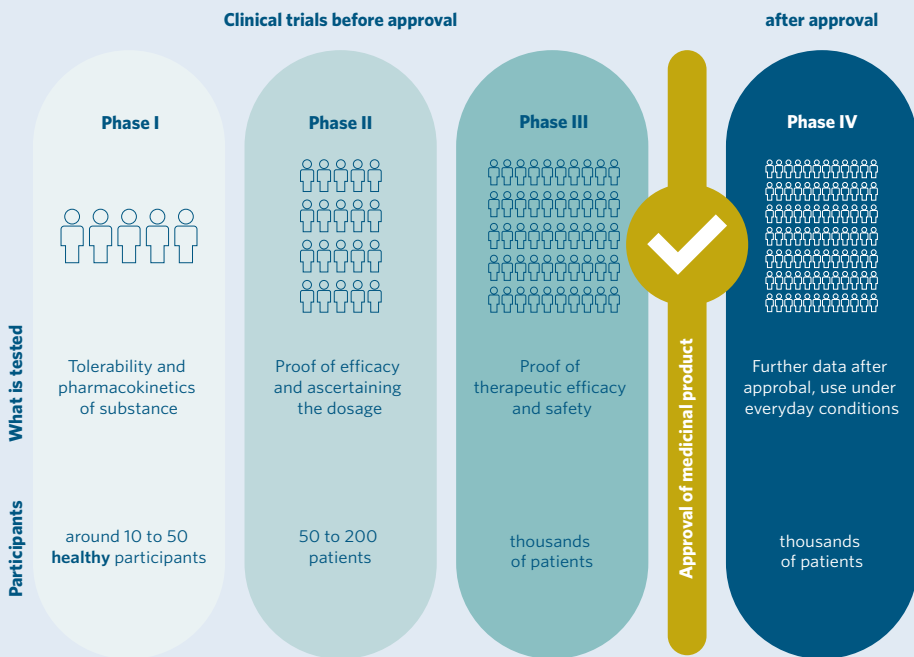 Clinical trials before approval
after approval
Phase I
Phase II
Phase III
Phase IV
What is tested
Tolerability and
pharmacokinetics
of substance
Proof of efficacy
and ascertaining
the dosage
Proof of
therapeutic efficacy
and safety
Approval of medicinal product
Further data after
approbal, use under
everyday conditions
Participants
around 10 to 50
healthy participants
50 to 200
patients
thousands
of patients
thousands
of patients